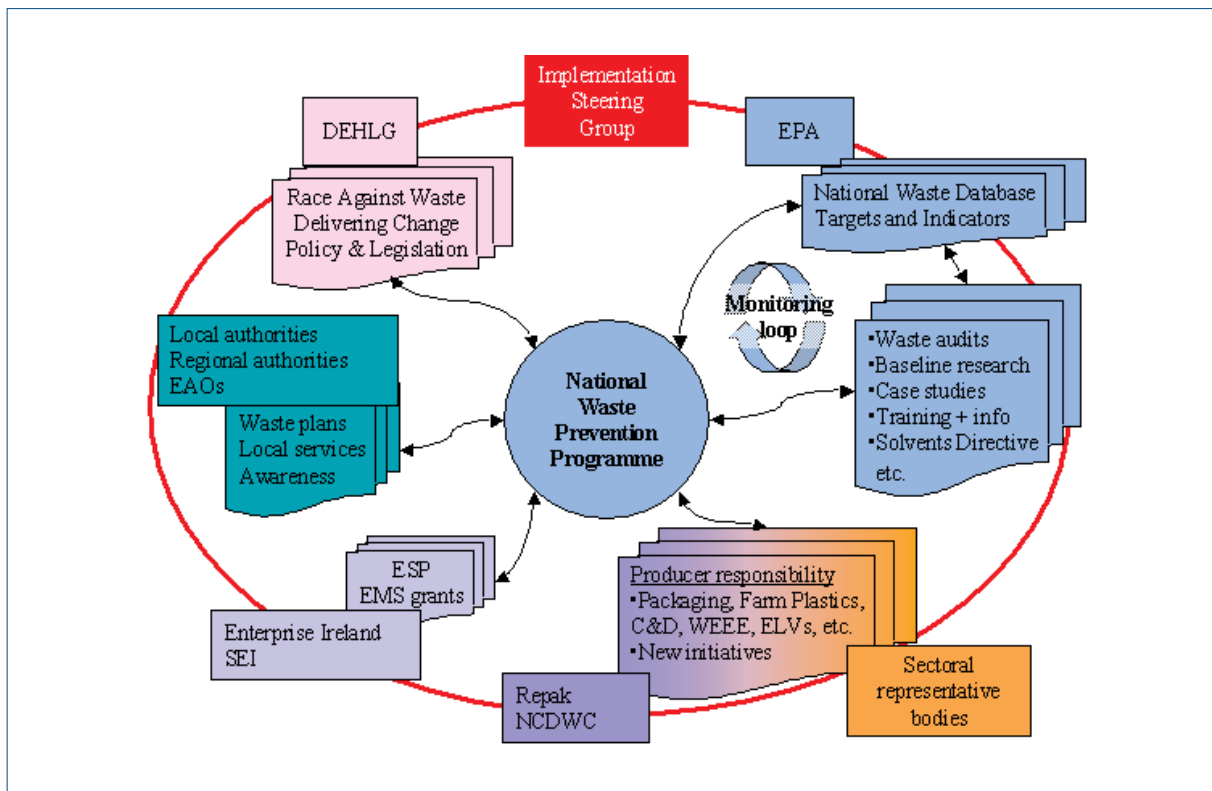 Implementation
Steering
Group
DEHLG
Race Against Waste
Delivering Change
Policy & Legislation
EPA
National Waste Database
Targets and Indicators
Monitoring
loop
▪Waste audits
▪Baseline research
▪Case studies
▪Training + info
▪Solvents Directive
etc.
Local authorities
Regional authorities
EAOs
Waste plans
Local services
Awareness
National
Waste
Prevention
Programme
ESP
EMS grants
Enterprise Ireland
SEI
Producer responsibility
▪Packaging, Farm Plastics,
C&D, WEEE, ELVs, etc.
▪New initiatives
Repak
NCDWC
Sectoral
representative
bodies